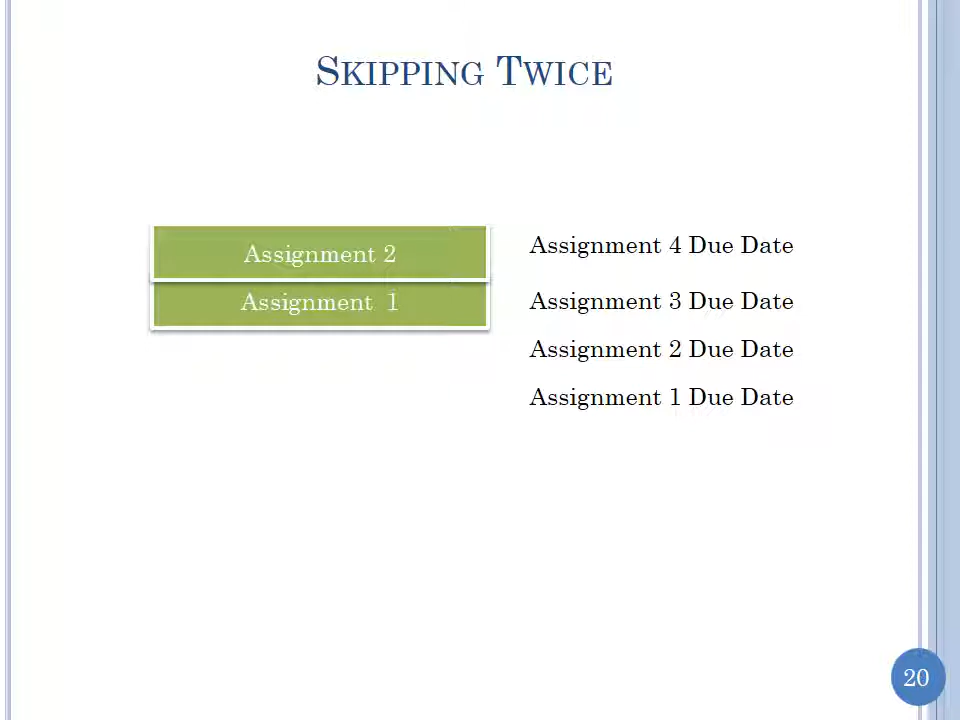 SKIPPING TWICE
Assignment 2
Assignment 1
Assignment 4 Due Date
Assignment 3 Due Date
Assignment 2 Due Date
Assignment 1 Due Date
20